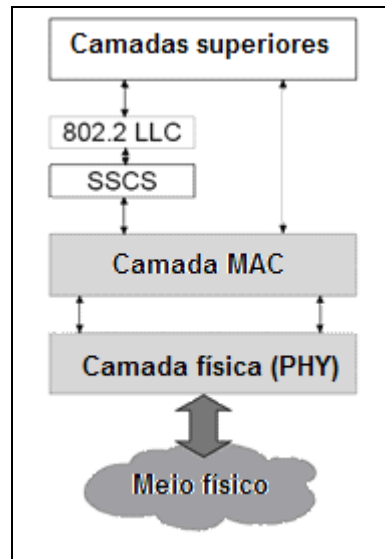 Camadas superiores
802.2 LLC
SSCS
Camada MAC
Camada física (PHY)
Meio físico